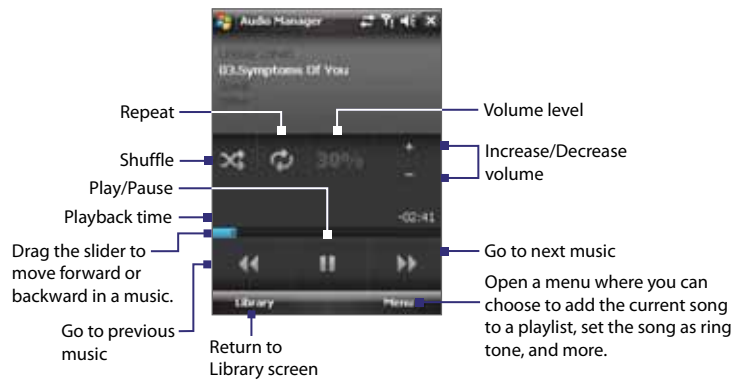 Audio Manager
03.Symptoms Of You
Repeat
Volume level
30%
+
Increase/Decrease
volume
-
Shuffle
Play/Pause
Playback time
-02:41
Drag the slider to
move forward or
backward in a music.
Go to next music
Open a menu where you can
choose to add the current song
to a playlist, set the song as ring
tone, and more.
Library
Menu
Go to previous
music
Return to
Library screen